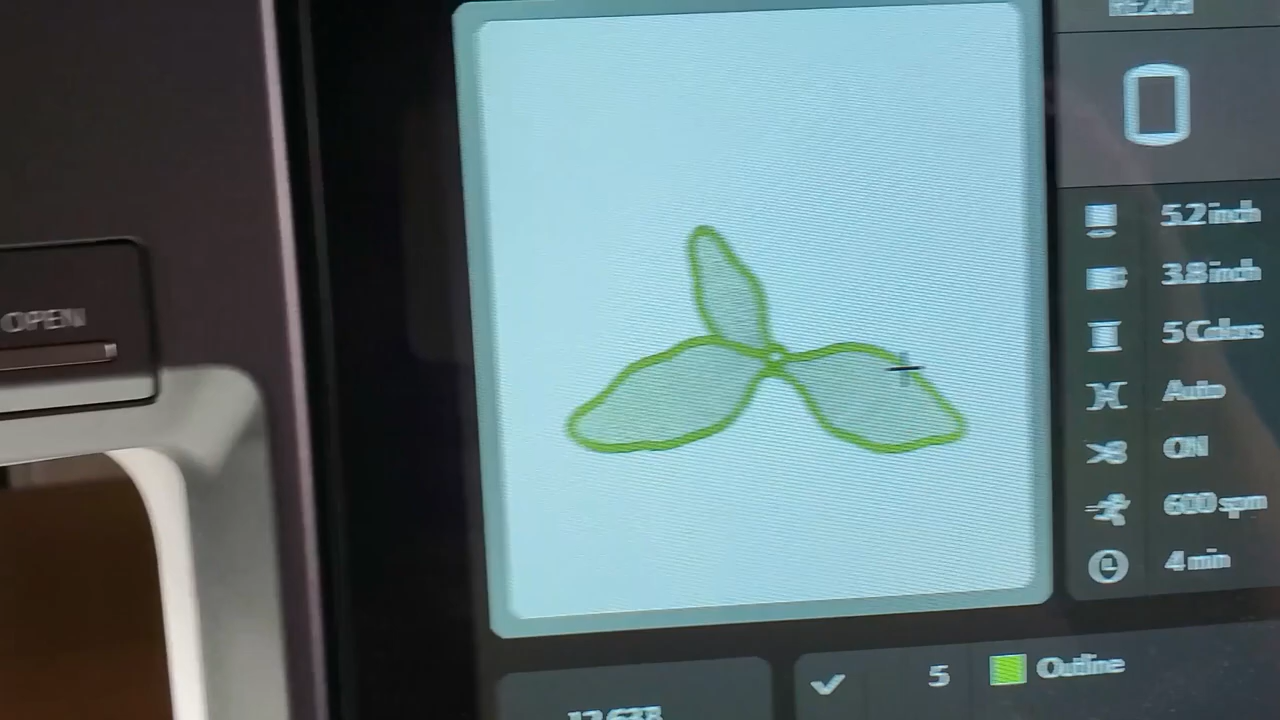 OPEN
5.2 inch
3.8 inch
5 Colors
Auto
ON
600 spm
4 min
5 Outline